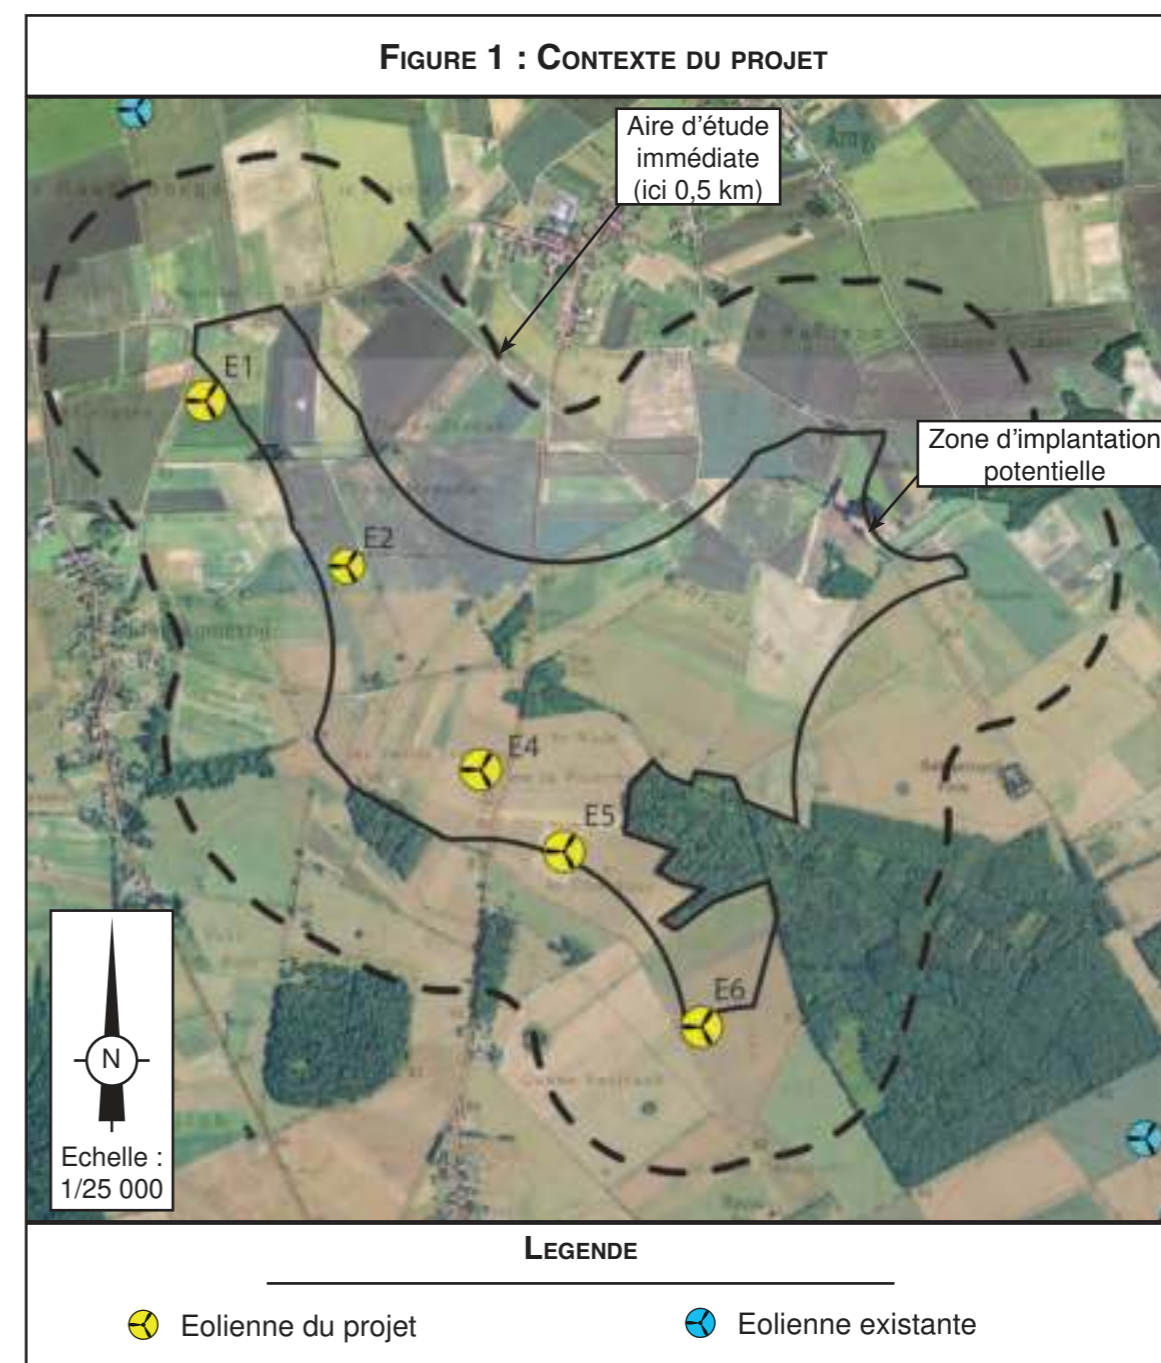 FIGURE 1 : CONTEXTE DU PROJET
Aire d'étude
immédiate
(ici 0,5 km)
E1
Zone d'implantation
potentielle
E2
E4
E5
E6
N
Echelle :
1/25 000
LEGENDE
Eolienne du projet
Eolienne existante